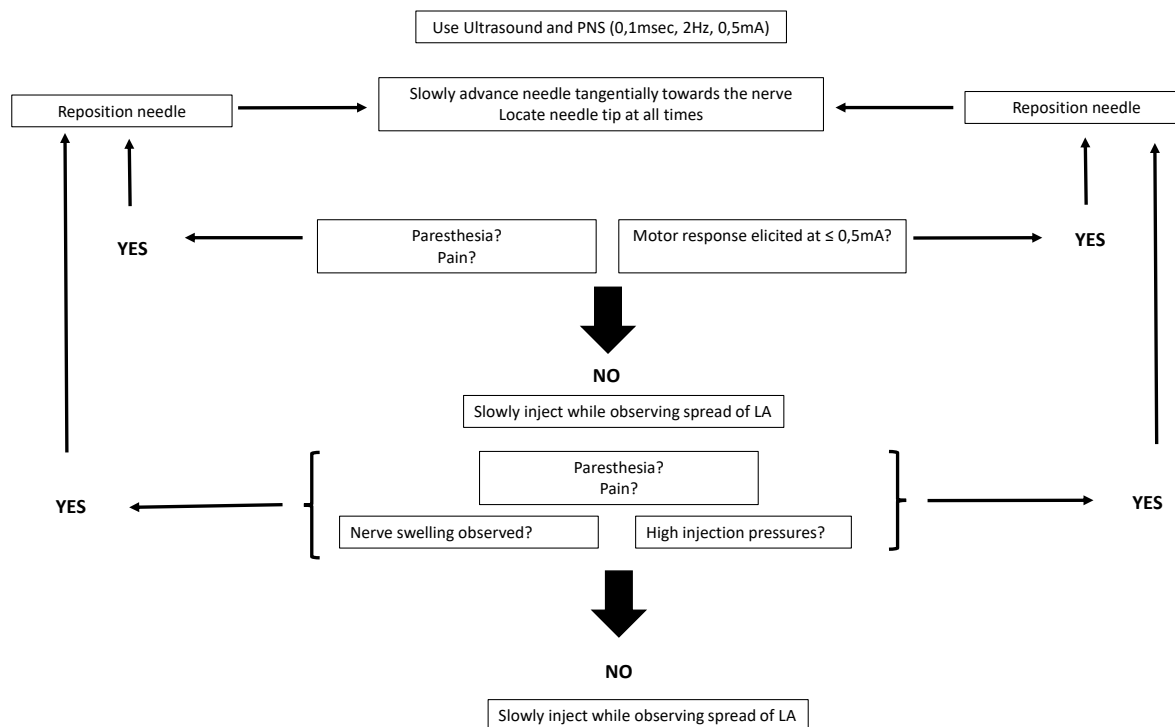 Use Ultrasound and PNS (0,1msec, 2Hz, 0,5mA)
Reposition needle
Slowly advance needle tangentially towards the nerve
Locate needle tip at all times
Reposition needle
YES
Paresthesia?
Pain?
Motor response elicited at ≤ 0,5mA?
YES
NO
Slowly inject while observing spread of LA
YES
Paresthesia?
Pain?
Nerve swelling observed?
High injection pressures?
YES
NO
Slowly inject while observing spread of LA